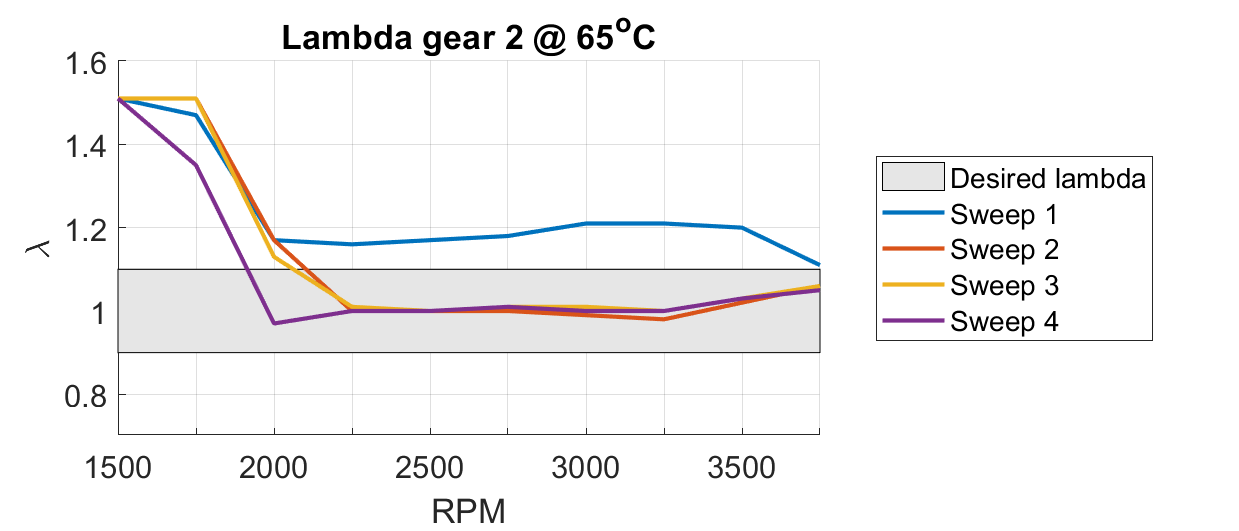 Lambda gear 2 @ 65°C
1.6
1.4
1.2
1
0.8
λ
1500 2000 2500 3000 3500
RPM
Desired lambda
Sweep 1
Sweep 2
Sweep 3
Sweep 4